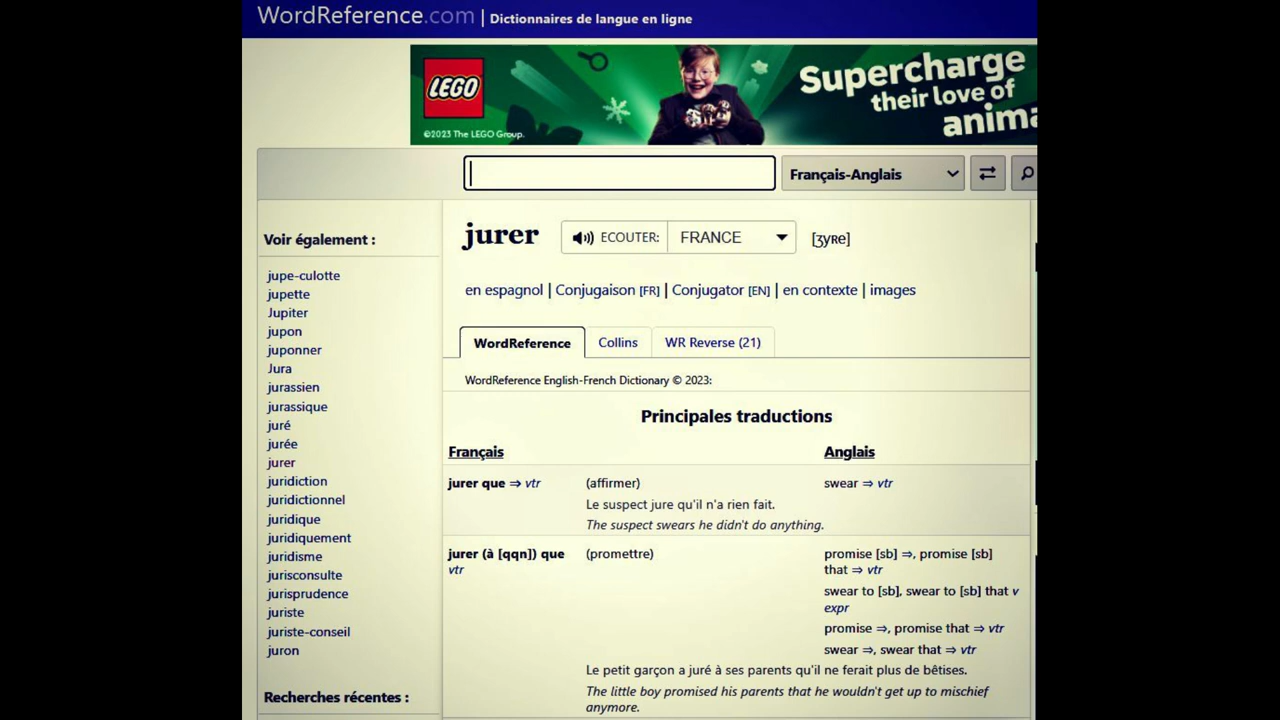 WordReference.com | Dictionnaires de langue en ligne
LEGO
©2023 The LEGO Group.
Supercharge
their love of
Français-Anglais
Voir également :
jupe-culotte
jupette
Jupiter
jupon
juponner
Jura
jurassien
jurassique
juré
jurée
jurer
juridiction
juridictionnel
juridique
juridiquement
juridisme
jurisconsulte
jurisprudence
juriste
juriste-conseil
juron
Recherches récentes :
jurer ECOUTER: FRANCE [ʒyʀe]
en espagnol | Conjugaison [FR] | Conjugator [EN] | en contexte | images
WordReference Collins WR Reverse (21)
WordReference English-French Dictionary © 2023:
Principales traductions
Français Anglais
jurer que ⇒ vtr (affirmer) swear ⇒ vtr
Le suspect jure qu'il n'a rien fait.
The suspect swears he didn't do anything.
jurer (à [qqn]) que (promettre) promise [sb] ⇒, promise [sb]
vtr that ⇒ vtr
swear to [sb], swear to [sb] that v
expr
promise ⇒, promise that ⇒ vtr
swear ⇒, swear that ⇒ vtr
Le petit garçon a juré à ses parents qu'il ne ferait plus de bêtises.
The little boy promised his parents that he wouldn't get up to mischief
anymore.